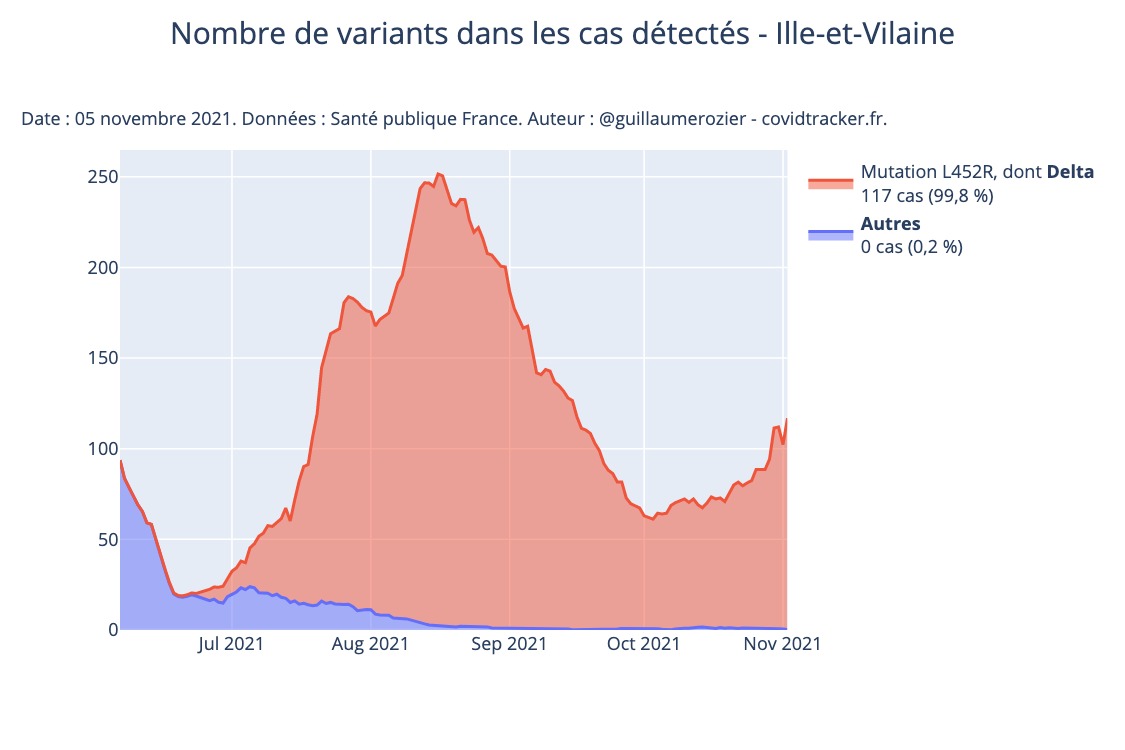 Nombre de variants dans les cas détectés - Ille-et-Vilaine
Date : 05 novembre 2021. Données : Santé publique France. Auteur : @guillaumerozier - covidtracker.fr.
Mutation L452R, dont Delta
117 cas (99,8 %)
Autres
0 cas (0,2 %)
250
200
150
100
50
0
Jul 2021
Aug 2021
Sep 2021
Oct 2021
Nov 2021